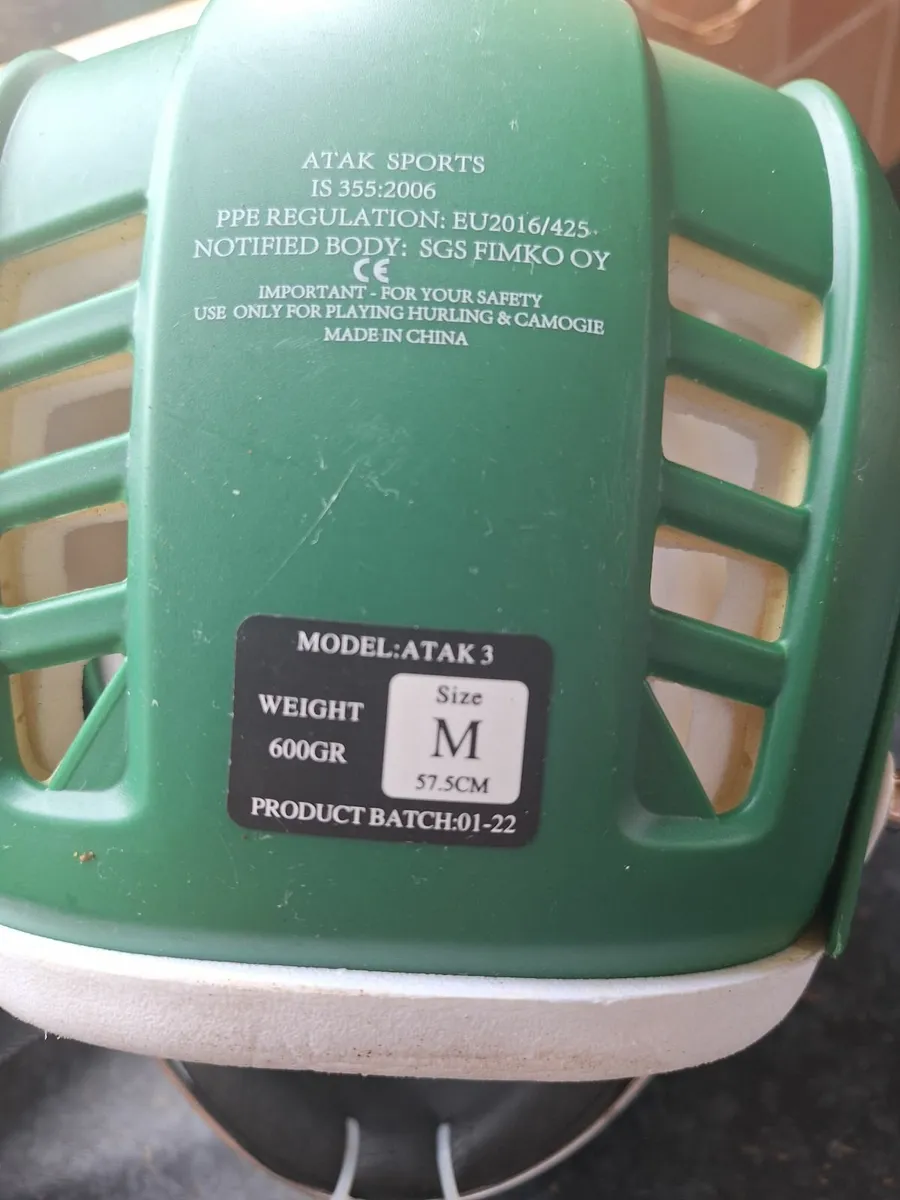 ATAK SPORTS
IS 355:2006
PPE REGULATION: EU2016/425
NOTIFIED BODY: SGS FIMKO OY
CE
IMPORTANT - FOR YOUR SAFETY
USE ONLY FOR PLAYING HURLING & CAMOGIE
MADE IN CHINA
MODEL:ATAK 3
WEIGHT
600GR
Size
M
57.5CM
PRODUCT BATCH:01-22